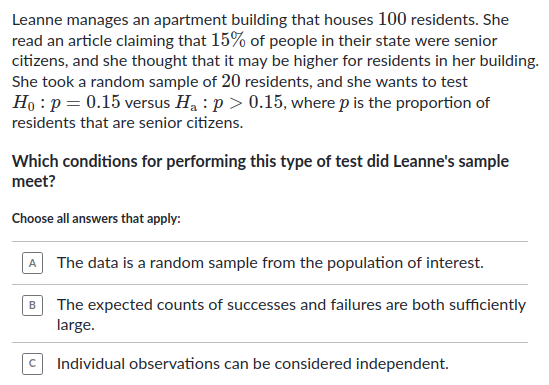 Leanne manages an apartment building that houses 100 residents. She
read an article claiming that 15% of people in their state were senior
citizens, and she thought that it may be higher for residents in her building.
She took a random sample of 20 residents, and she wants to test
H₀ : p = 0.15 versus Hₐ : p > 0.15, where p is the proportion of
residents that are senior citizens.
Which conditions for performing this type of test did Leanne's sample
meet?
Choose all answers that apply:
A The data is a random sample from the population of interest.
B The expected counts of successes and failures are both sufficiently
large.
C Individual observations can be considered independent.